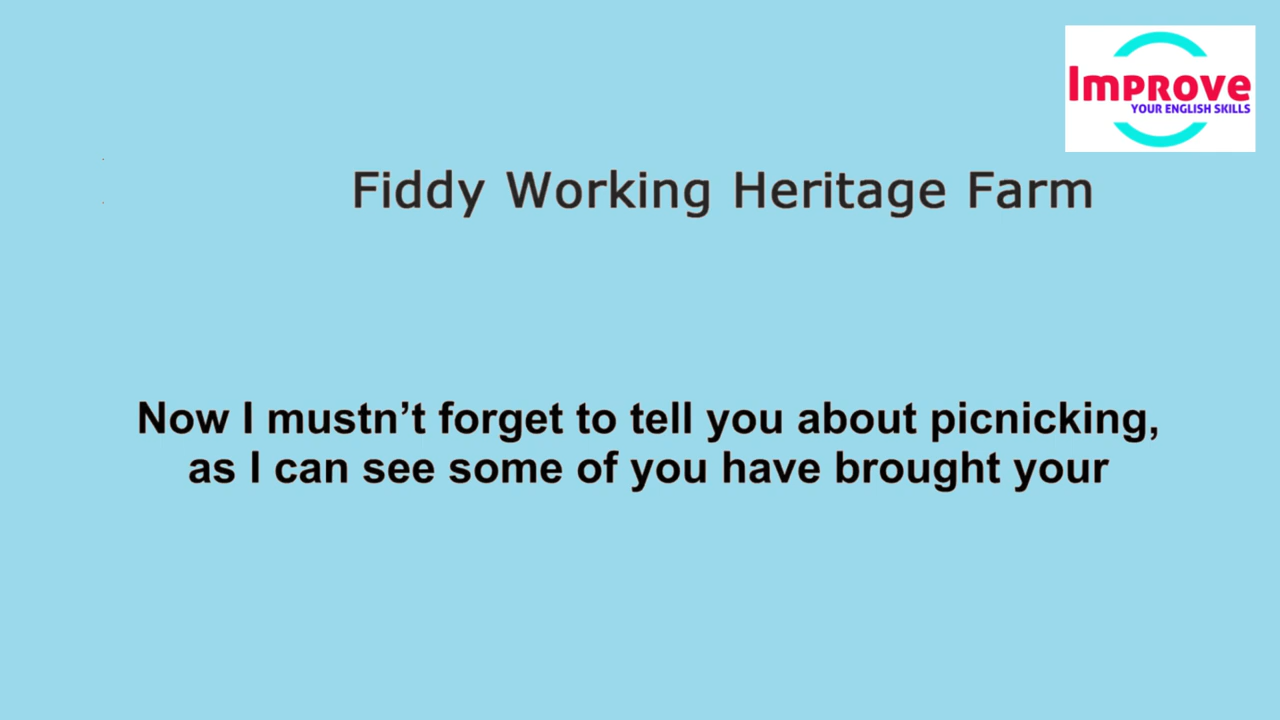 Improve
YOUR ENGLISH SKILLS
Fiddy Working Heritage Farm
Now I mustn’t forget to tell you about picnicking,
as I can see some of you have brought your